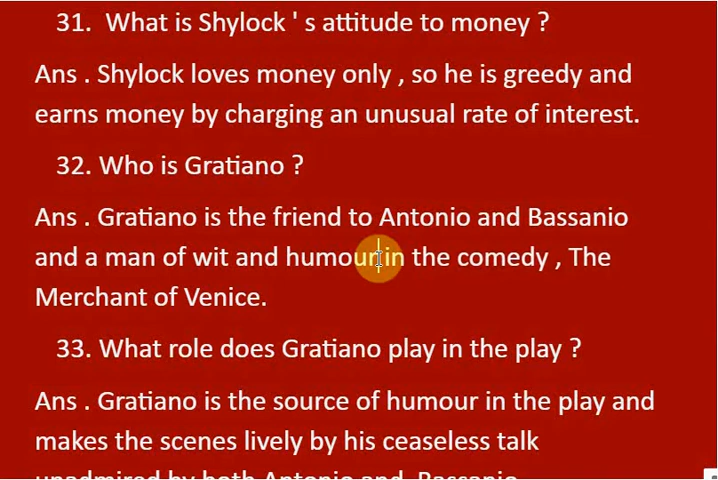 31. What is Shylock ' s attitude to money ?
Ans . Shylock loves money only , so he is greedy and
earns money by charging an unusual rate of interest.
32. Who is Gratiano ?
Ans . Gratiano is the friend to Antonio and Bassanio
and a man of wit and humour in the comedy , The
Merchant of Venice.
33. What role does Gratiano play in the play ?
Ans . Gratiano is the source of humour in the play and
makes the scenes lively by his ceaseless talk
unadmired by both Antonio and Bassanio